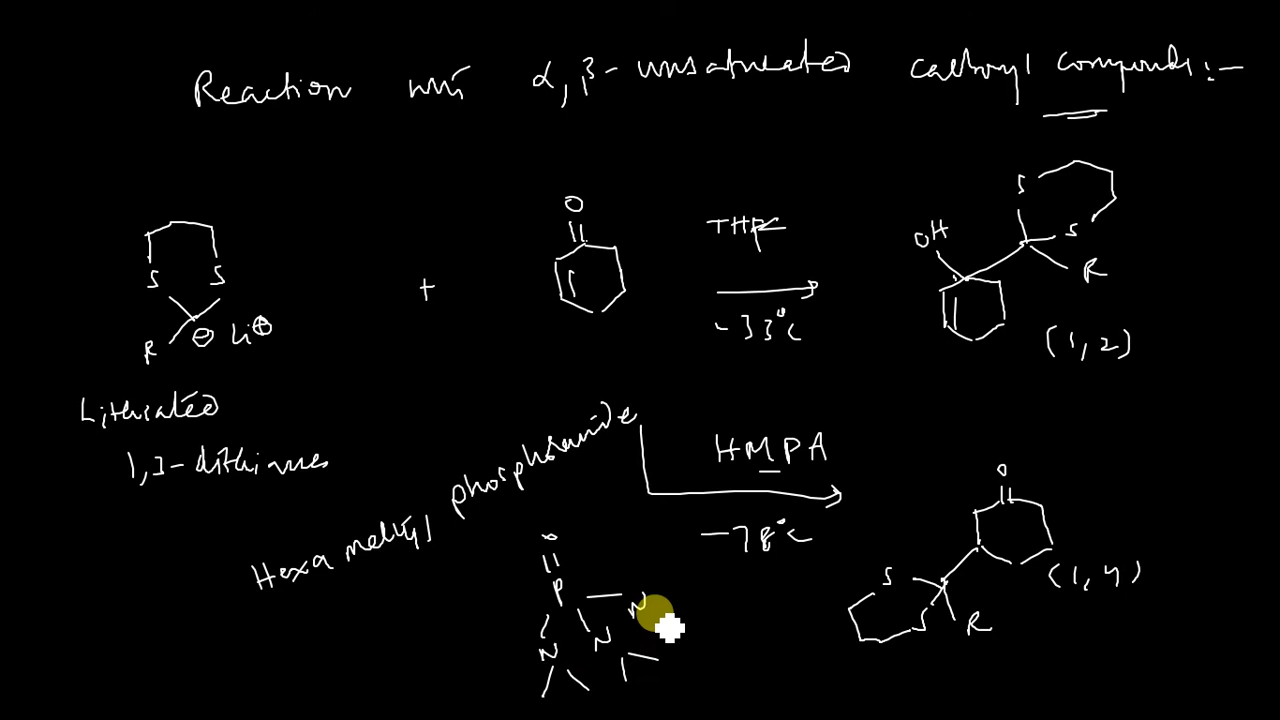 Reaction with α,β-unsaturated carbonyl compounds:-
O
S
S
THF
OH
S
S
+
R
R ⊖ Li⊕
-33°C
(1,2)
Lithiated
1,3-dithianes
HMPA
Hexa methyl phosphoramide
-78°C
O
O
P
N
N
N
S
S
R
(1,4)